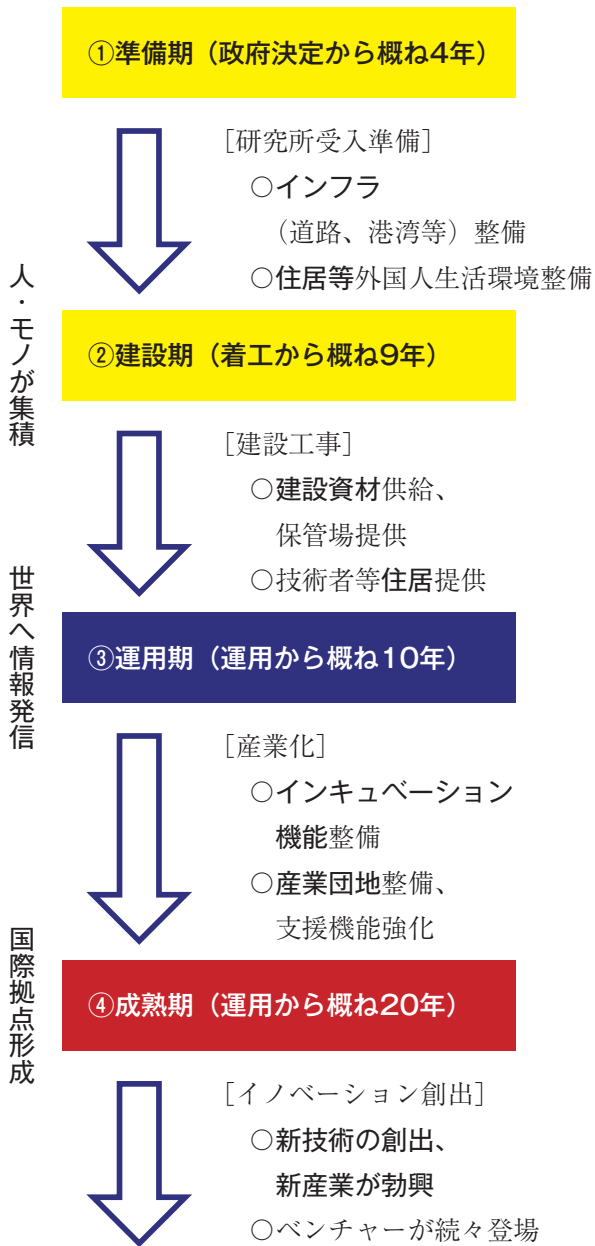 ①準備期（政府決定から概ね4年）
［研究所受入準備］
○インフラ
（道路、港湾等）整備
○住居等外国人生活環境整備
人・モノが集積
②建設期（着工から概ね9年）
［建設工事］
○建設資材供給、
保管場提供
○技術者等住居提供
世界へ情報発信
③運用期（運用から概ね10年）
［産業化］
○インキュベーション
機能整備
○産業団地整備、
支援機能強化
国際拠点形成
④成熟期（運用から概ね20年）
［イノベーション創出］
○新技術の創出、
新産業が勃興
○ベンチャーが続々登場